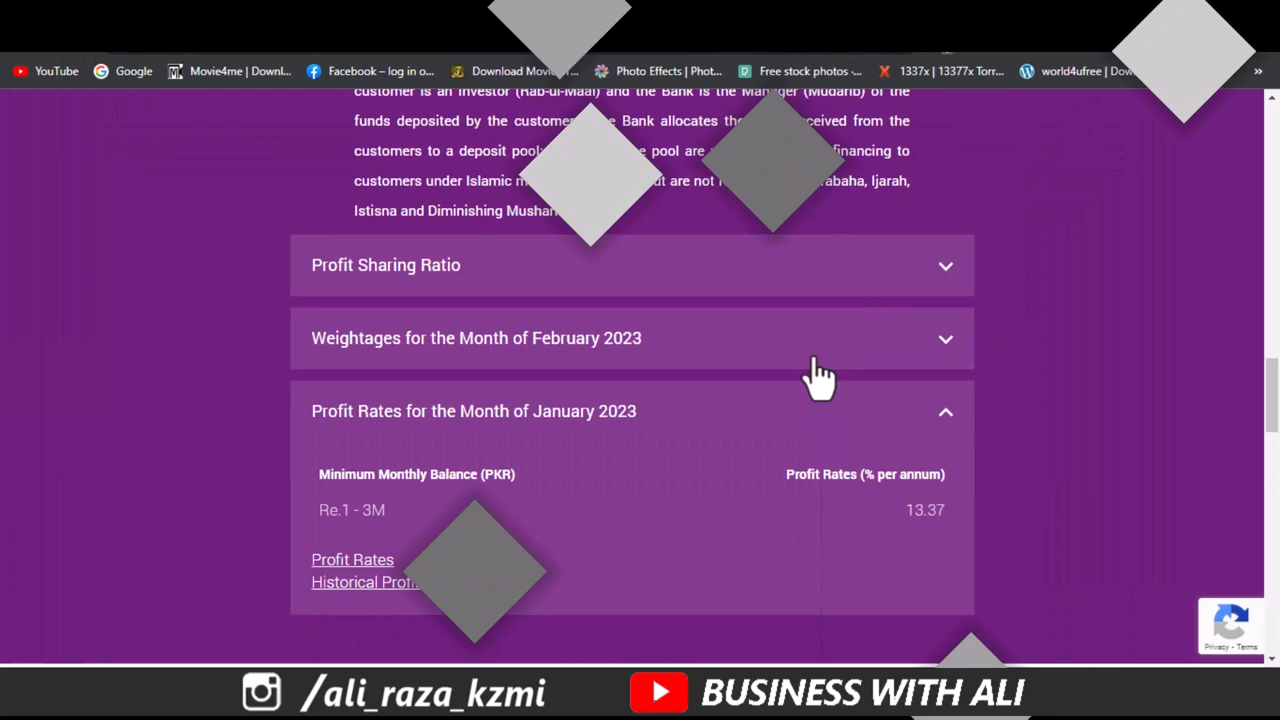 YouTube Google Movie4me | Downl... Facebook – log in o... Download Movi... Photo Effects | Phot... Free stock photos -... 1337x | 13377x Torr... world4ufree | Dow »
customer is an Investor (Rab-ul-Maal) and the Bank is the Manager (Mudarib) of the
funds deposited by the custome Bank allocates the ceived from the
customers to a deposit pool pool are financing to
customers under Islamic but are not Ijarah,
Istisna and Diminishing
Profit Sharing Ratio
Weightages for the Month of February 2023
Profit Rates for the Month of January 2023
Minimum Monthly Balance (PKR) Profit Rates (% per annum)
Re.1 - 3M 13.37
Profit Rates
Historical
Privacy - Terms
/ali_raza_kzmi BUSINESS WITH ALI